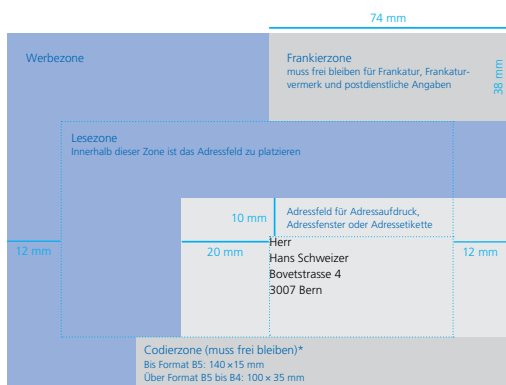 74 mm
Werbezone
Frankierzone
muss frei bleiben für Frankatur, Frankatur-
vermerk und postdienstliche Angaben
38 mm
Lesezone
Innerhalb dieser Zone ist das Adressfeld zu platzieren
10 mm
Adressfeld für Adressaufdruck,
Adressfenster oder Adressetikette
12 mm
20 mm
12 mm
Herr
Hans Schweizer
Bovetstrasse 4
3007 Bern
Codierzone (muss frei bleiben)*
Bis Format B5: 140 x 15 mm
Über Format B5 bis B4: 100 x 35 mm